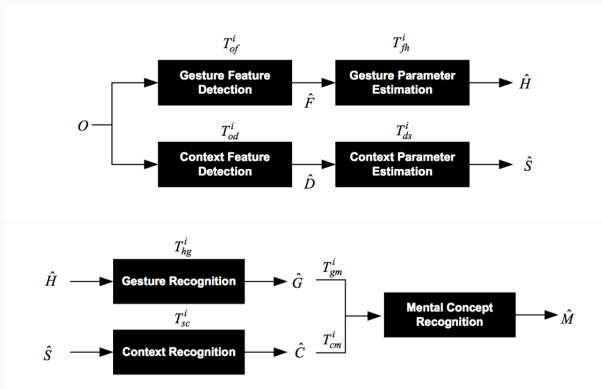 T^i_of T^i_fh
Gesture Feature Detection Gesture Parameter Estimation Ĥ
F̂
O
T^i_od T^i_ds
Context Feature Detection Context Parameter Estimation Ŝ
D̂
T^i_hg
Ĥ Gesture Recognition Ĝ T^i_gm
Mental Concept Recognition M̂
T^i_sc
Ŝ Context Recognition Ĉ T^i_cm